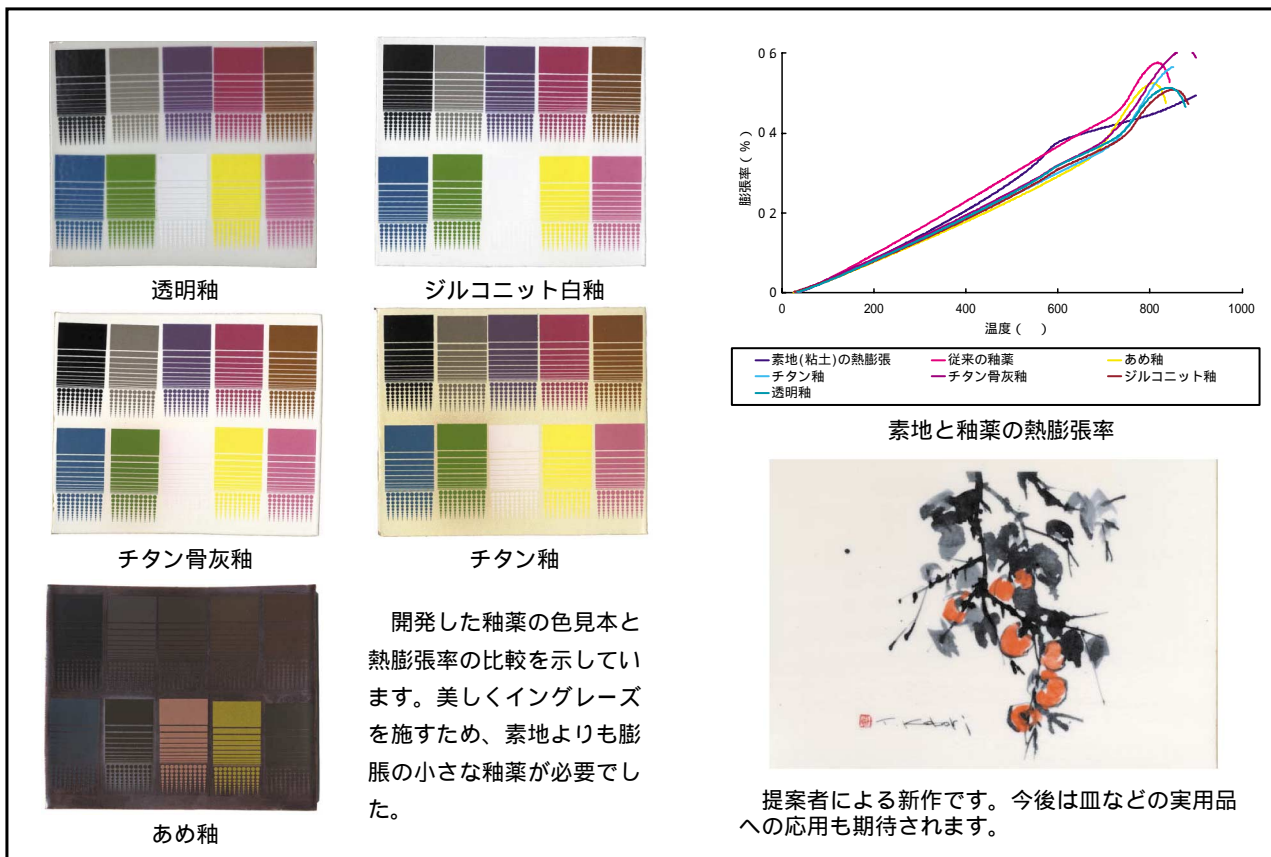 透明釉
ジルコニット白釉
チタン骨灰釉
チタン釉
あめ釉
開発した釉薬の色見本と
熱膨張率の比較を示してい
ます。美しくイングレーズ
を施すため、素地よりも膨
脹の小さな釉薬が必要でし
た。
0 6
0 4
0 2
0
膨張率(%)
0 200 400 600 800 1000
温度( )
素地(粘土)の熱膨張 従来の釉薬 あめ釉
チタン釉 チタン骨灰釉 ジルコニット釉
透明釉
素地と釉薬の熱膨張率
提案者による新作です。今後は皿などの実用品
への応用も期待されます。